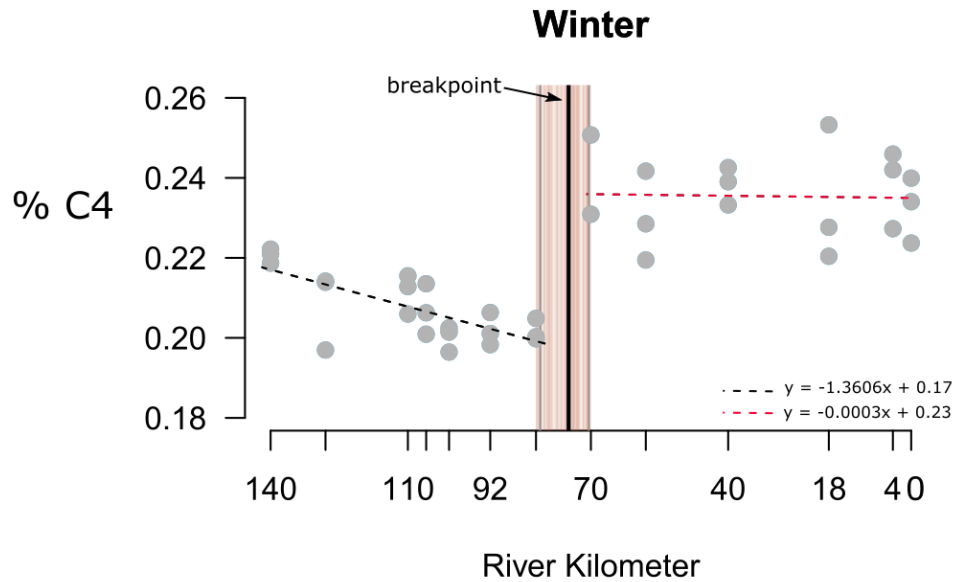 Winter
breakpoint
0.26
0.24
% C4
0.22
0.20
0.18
y = -1.3606x + 0.17
y = -0.0003x + 0.23
140 110 92 70 40 18 4 0
River Kilometer